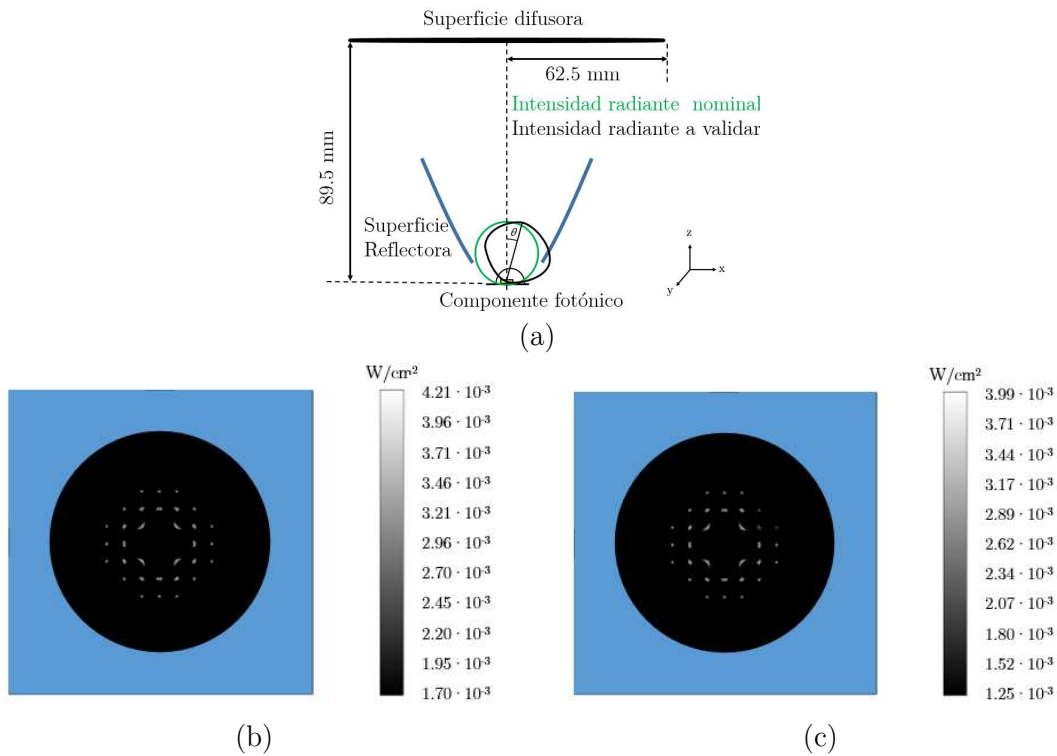 Superficie difusora
62.5 mm
Intensidad radiante nominal
Intensidad radiante a validar
89.5 mm
Superficie
Reflectora
θ
z
x
y
Componente fotónico
(a)
W/cm²
4.21 · 10⁻³
3.96 · 10⁻³
3.71 · 10⁻³
3.46 · 10⁻³
3.21 · 10⁻³
2.96 · 10⁻³
2.70 · 10⁻³
2.45 · 10⁻³
2.20 · 10⁻³
1.95 · 10⁻³
1.70 · 10⁻³
(b)
W/cm²
3.99 · 10⁻³
3.71 · 10⁻³
3.44 · 10⁻³
3.17 · 10⁻³
2.89 · 10⁻³
2.62 · 10⁻³
2.34 · 10⁻³
2.07 · 10⁻³
1.80 · 10⁻³
1.52 · 10⁻³
1.25 · 10⁻³
(c)